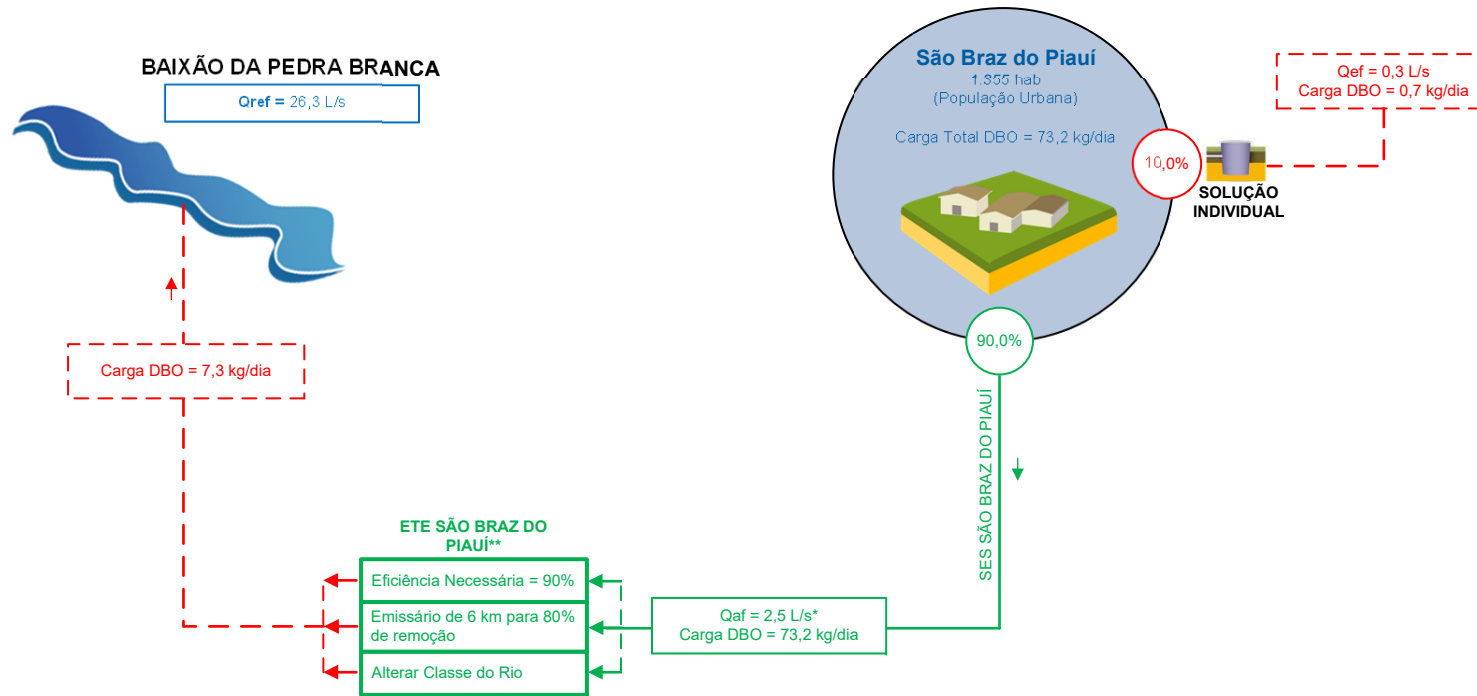 BAIXÃO DA PEDRA BRANCA
Qref = 26,3 L/s
São Braz do Piauí
1.355 hab
(População Urbana)
Carga Total DBO = 73,2 kg/dia
10,0%
SOLUÇÃO
INDIVIDUAL
Qef = 0,3 L/s
Carga DBO = 0,7 kg/dia
90,0%
SES SÃO BRAZ DO PIAUÍ
Carga DBO = 7,3 kg/dia
ETE SÃO BRAZ DO
PIAUÍ**
Eficiência Necessária = 90%
Emissário de 6 km para 80%
de remoção
Alterar Classe do Rio
Qaf = 2,5 L/s*
Carga DBO = 73,2 kg/dia